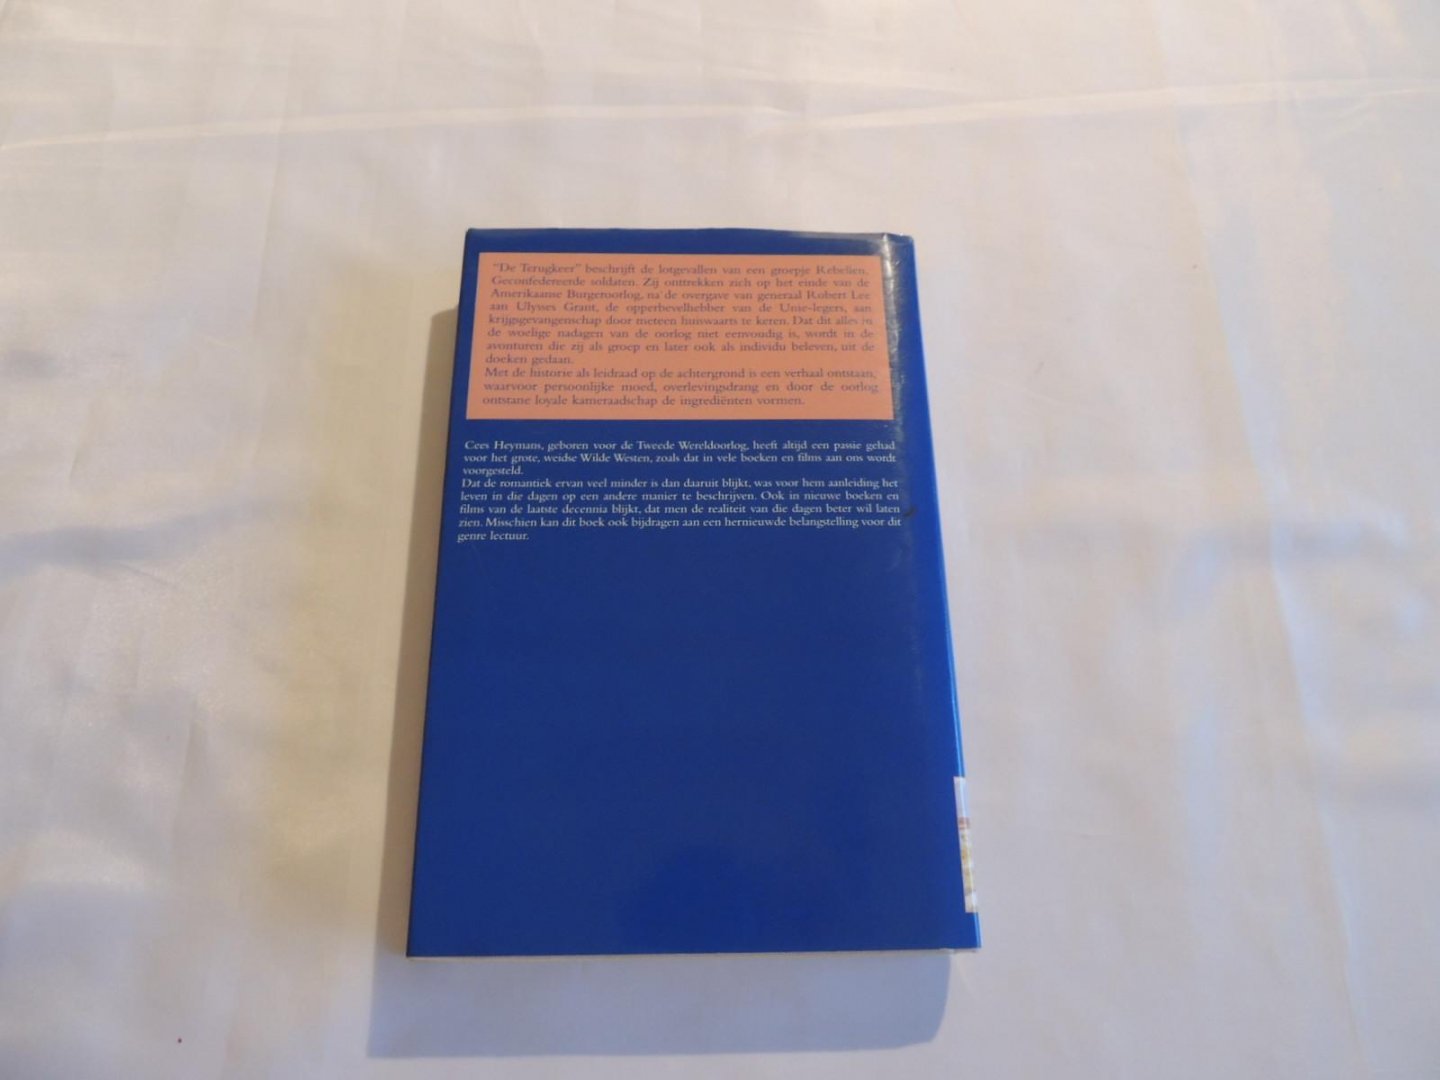 "De Terugkeer" beschrijft de lotgevallen van een groepje Rebellen,
Geconfedereerde soldaten. Zij onttrekken zich op het einde van de
Amerikaanse Burgeroorlog, na de overgave van generaal Robert Lee
aan Ulysses Grant, de opperbevelhebber van de Unie-legers, aan
krijgsgevangenschap door meteen huiswaarts te keren. Dat dit alles in
de woelige nadagen van de oorlog niet eenvoudig is, wordt in de
avonturen die zij als groep en later ook als individu beleven, uit de
doeken gedaan.
Met de historie als leidraad op de achtergrond is een verhaal ontstaan,
waarvoor persoonlijke moed, overlevingsdrang en door de oorlog
ontstane loyale kameraadschap de ingrediënten vormen.
Cees Heymans, geboren voor de Tweede Wereldoorlog, heeft altijd een passie gehad
voor het grote, weidse Wilde Westen, zoals dat in vele boeken en films aan ons wordt
voorgesteld.
Dat de romantiek ervan veel minder is dan daaruit blijkt, was voor hem aanleiding het
leven in die dagen op een andere manier te beschrijven. Ook in nieuwe boeken en
films van de laatste decennia blijkt, dat men de realiteit van die dagen beter wil laten
zien. Misschien kan dit boek ook bijdragen aan een hernieuwde belangstelling voor dit
genre lectuur.